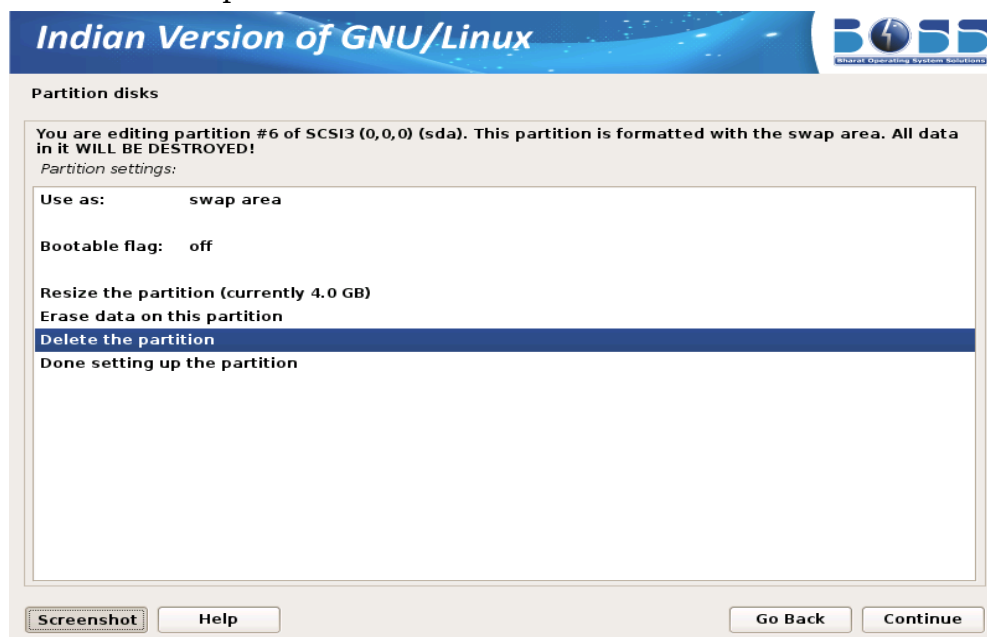 Indian Version of GNU/Linux
BOSS
Bharat Operating System Solutions
Partition disks
You are editing partition #6 of SCSI3 (0,0,0) (sda). This partition is formatted with the swap area. All data
in it WILL BE DESTROYED!
Partition settings:
Use as: swap area
Bootable flag: off
Resize the partition (currently 4.0 GB)
Erase data on this partition
Delete the partition
Done setting up the partition
Screenshot Help Go Back Continue